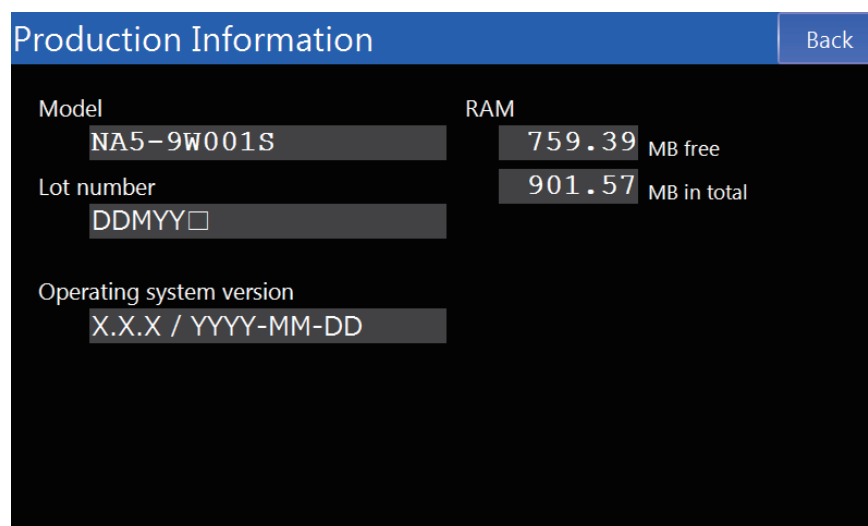 Production Information
Back
Model
NA5-9W001S
Lot number
DDMYY□
Operating system version
X.X.X / YYYY-MM-DD
RAM
759.39 MB free
901.57 MB in total